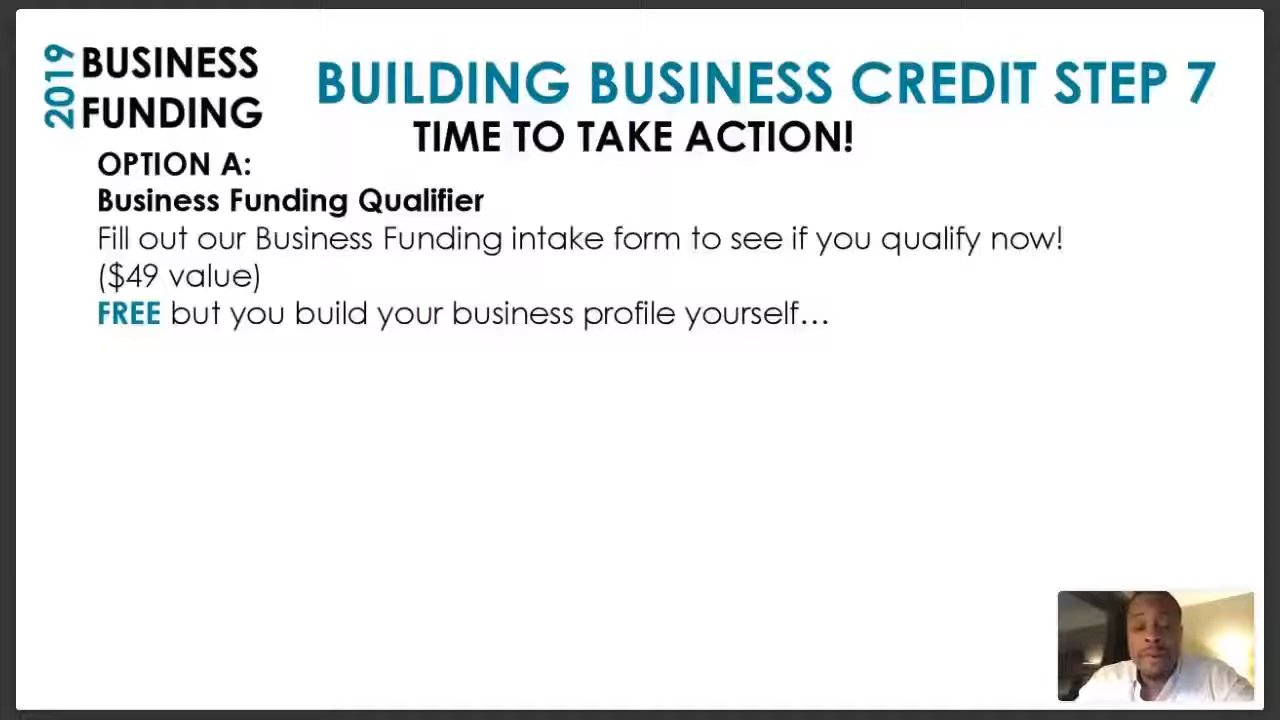 2019
BUSINESS
FUNDING
BUILDING BUSINESS CREDIT STEP 7
TIME TO TAKE ACTION!
OPTION A:
Business Funding Qualifier
Fill out our Business Funding intake form to see if you qualify now!
($49 value)
FREE but you build your business profile yourself…